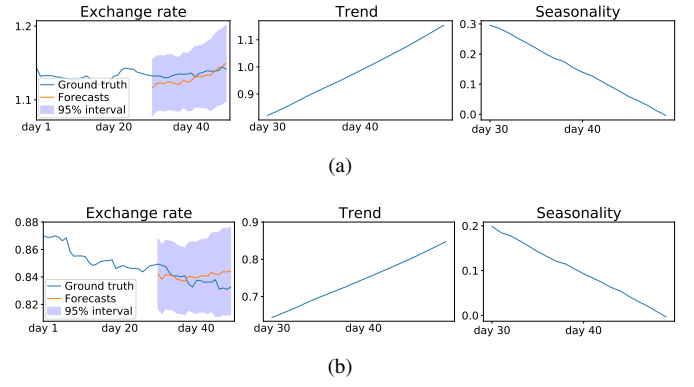 Exchange rate Trend Seasonality
1.2
1.1
Ground truth
Forecasts
95% interval
day 1 day 20 day 40
1.1
1.0
0.9
day 30 day 40
0.3
0.2
0.1
0.0
day 30 day 40
(a)
Exchange rate Trend Seasonality
0.88
0.86
0.84
0.82
Ground truth
Forecasts
95% interval
day 1 day 20 day 40
0.9
0.8
0.7
day 30 day 40
0.2
0.1
0.0
day 30 day 40
(b)